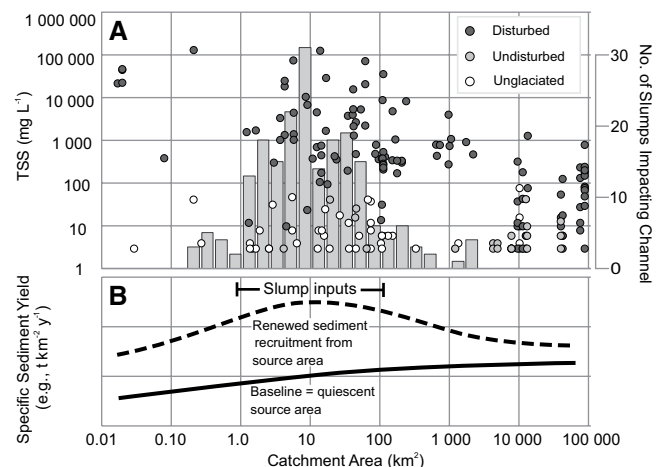 A
1 000 000
100 000
10 000
1 000
100
10
1
TSS (mg L⁻¹)
Disturbed
Undisturbed
Unglaciated
30
20
10
0
No. of Slumps Impacting Channel
B
Slump inputs
Renewed sediment
recruitment from
source area
Baseline = quiescent
source area
Specific Sediment Yield
(e.g., t km⁻² y⁻¹)
0.01 0.10 1.0 10 100 1 000 10 000 100 000
Catchment Area (km²)